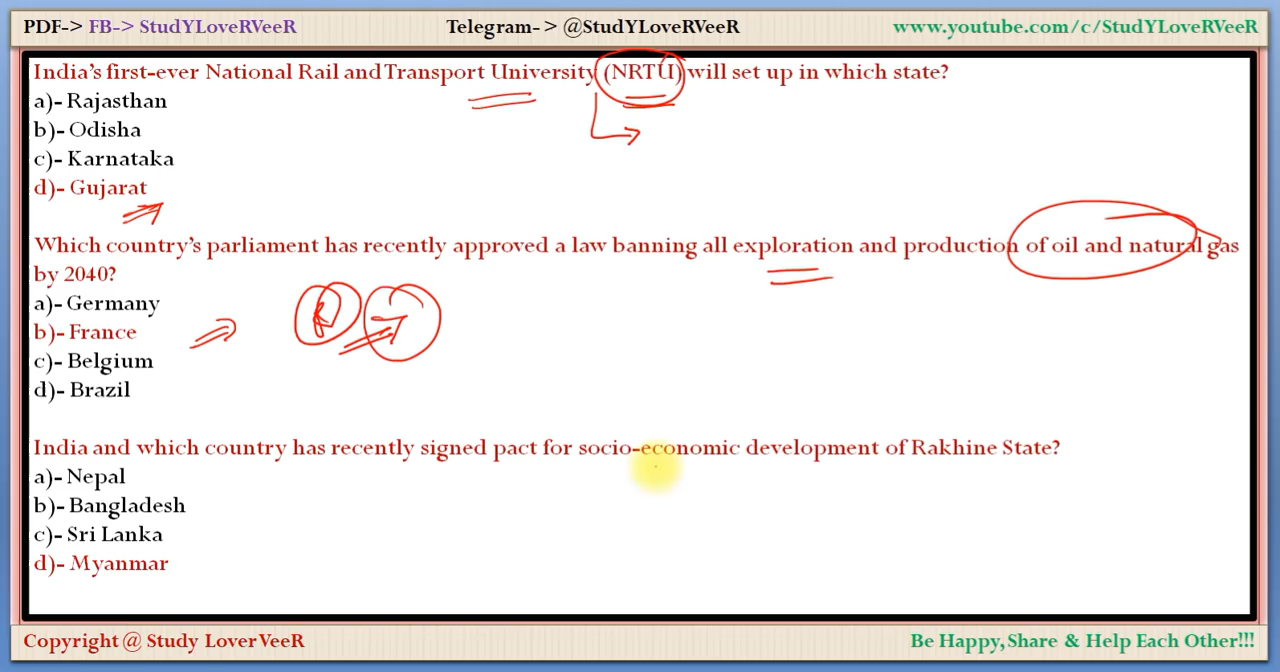 PDF-> FB-> StudYLoveRVeeR Telegram-> @StudYLoveRVeeR www.youtube.com/c/StudYLoveRVeeR
India's first-ever National Rail and Transport University (NRTU) will set up in which state?
a)- Rajasthan
b)- Odisha
c)- Karnataka
d)- Gujarat
Which country's parliament has recently approved a law banning all exploration and production of oil and natural gas
by 2040?
a)- Germany
b)- France
c)- Belgium
d)- Brazil
India and which country has recently signed pact for socio-economic development of Rakhine State?
a)- Nepal
b)- Bangladesh
c)- Sri Lanka
d)- Myanmar
Copyright @ Study Lover VeeR Be Happy, Share & Help Each Other!!!